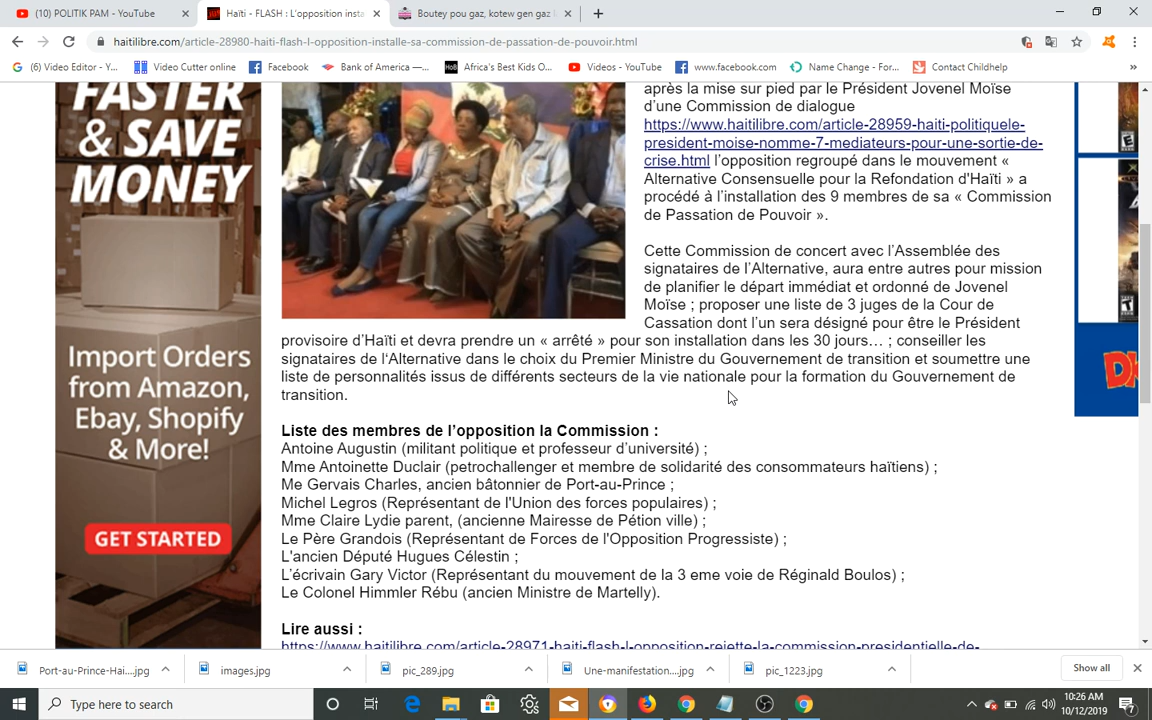 (10) POLITIK PAM - YouTube
Haïti - FLASH : L'opposition insta
Boutey pou gaz, kotew gen gaz l
haitilibre.com/article-28980-haiti-flash-l-opposition-installe-sa-commission-de-passation-de-pouvoir.html
(6) Video Editor - Y...
Video Cutter online
Facebook
Bank of America —...
HoB
Africa's Best Kids O...
Videos - YouTube
www.facebook.com
Name Change - For...
Contact Childhelp
»
FASTER
& SAVE
MONEY
Import Orders
from Amazon,
Ebay, Shopify
& More!
GET STARTED
après la mise sur pied par le Président Jovenel Moïse
d'une Commission de dialogue
https://www.haitilibre.com/article-28959-haiti-politiquele-
president-moise-nomme-7-mediateurs-pour-une-sortie-de-
crise.html l'opposition regroupé dans le mouvement «
Alternative Consensuelle pour la Refondation d'Haïti » a
procédé à l'installation des 9 membres de sa « Commission
de Passation de Pouvoir ».
Cette Commission de concert avec l'Assemblée des
signataires de l'Alternative, aura entre autres pour mission
de planifier le départ immédiat et ordonné de Jovenel
Moïse ; proposer une liste de 3 juges de la Cour de
Cassation dont l'un sera désigné pour être le Président
provisoire d'Haïti et devra prendre un « arrêté » pour son installation dans les 30 jours… ; conseiller les
signataires de l'Alternative dans le choix du Premier Ministre du Gouvernement de transition et soumettre une
liste de personnalités issus de différents secteurs de la vie nationale pour la formation du Gouvernement de
transition.
Liste des membres de l'opposition la Commission :
Antoine Augustin (militant politique et professeur d'université) ;
Mme Antoinette Duclair (petrochallenger et membre de solidarité des consommateurs haïtiens) ;
Me Gervais Charles, ancien bâtonnier de Port-au-Prince ;
Michel Legros (Représentant de l'Union des forces populaires) ;
Mme Claire Lydie parent, (ancienne Mairesse de Pétion ville) ;
Le Père Grandois (Représentant de Forces de l'Opposition Progressiste) ;
L'ancien Député Hugues Célestin ;
L'écrivain Gary Victor (Représentant du mouvement de la 3 eme voie de Réginald Boulos) ;
Le Colonel Himmler Rébu (ancien Ministre de Martelly).
Lire aussi :
https://www.haitilibre.com/article-28971-haiti-flash-l-opposition-rejette-la-commission-presidentielle-de-
Port-au-Prince-Hai....jpg
images.jpg
pic_289.jpg
Une-manifestation....jpg
pic_1223.jpg
Show all
Type here to search
10:26 AM
10/12/2019
7